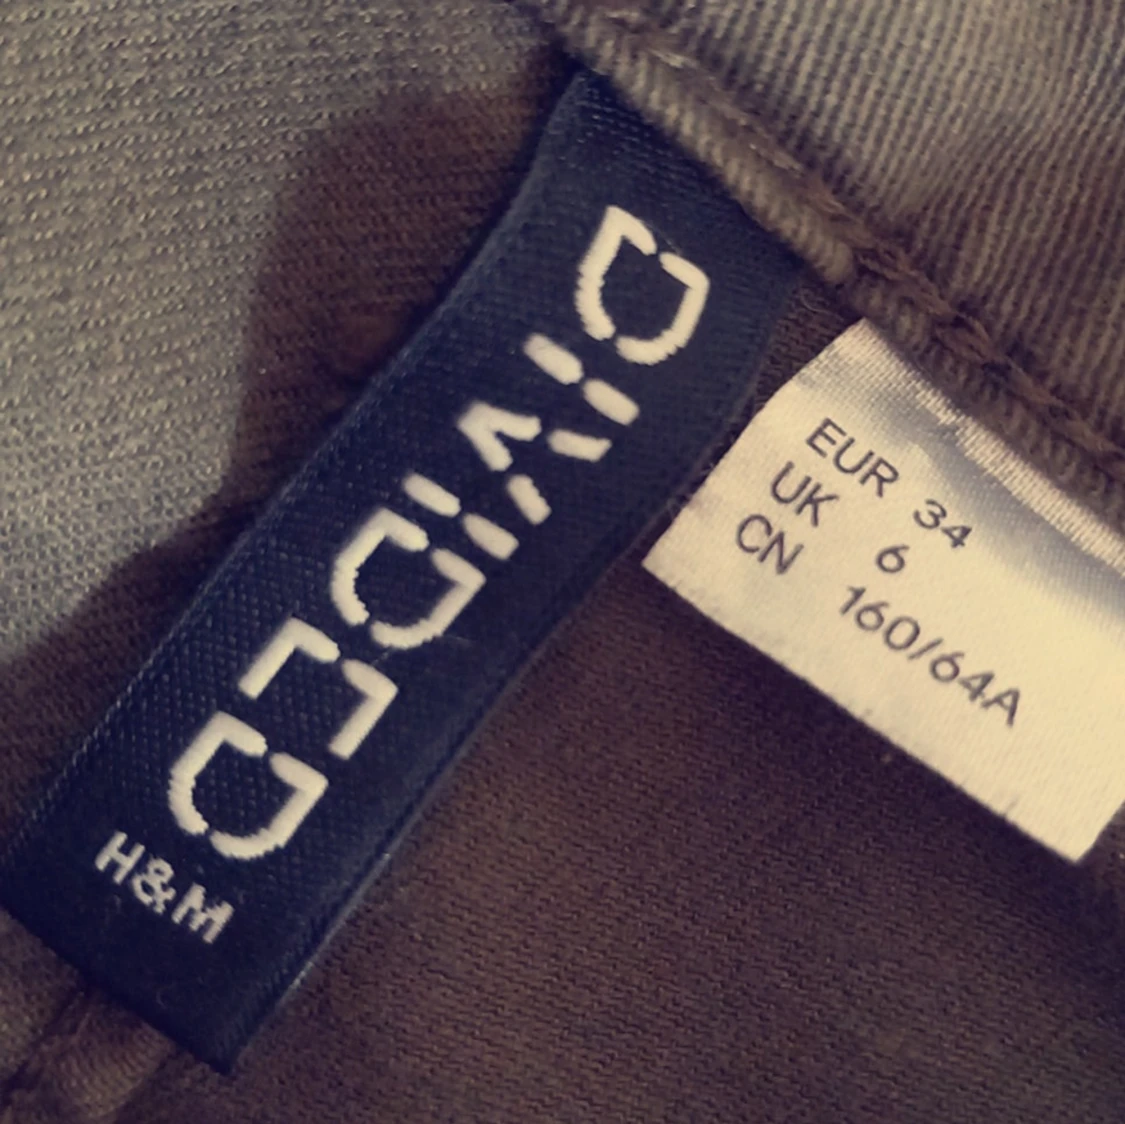 DIVIDED
H&M
EUR 34
UK 6
CN 160/64A